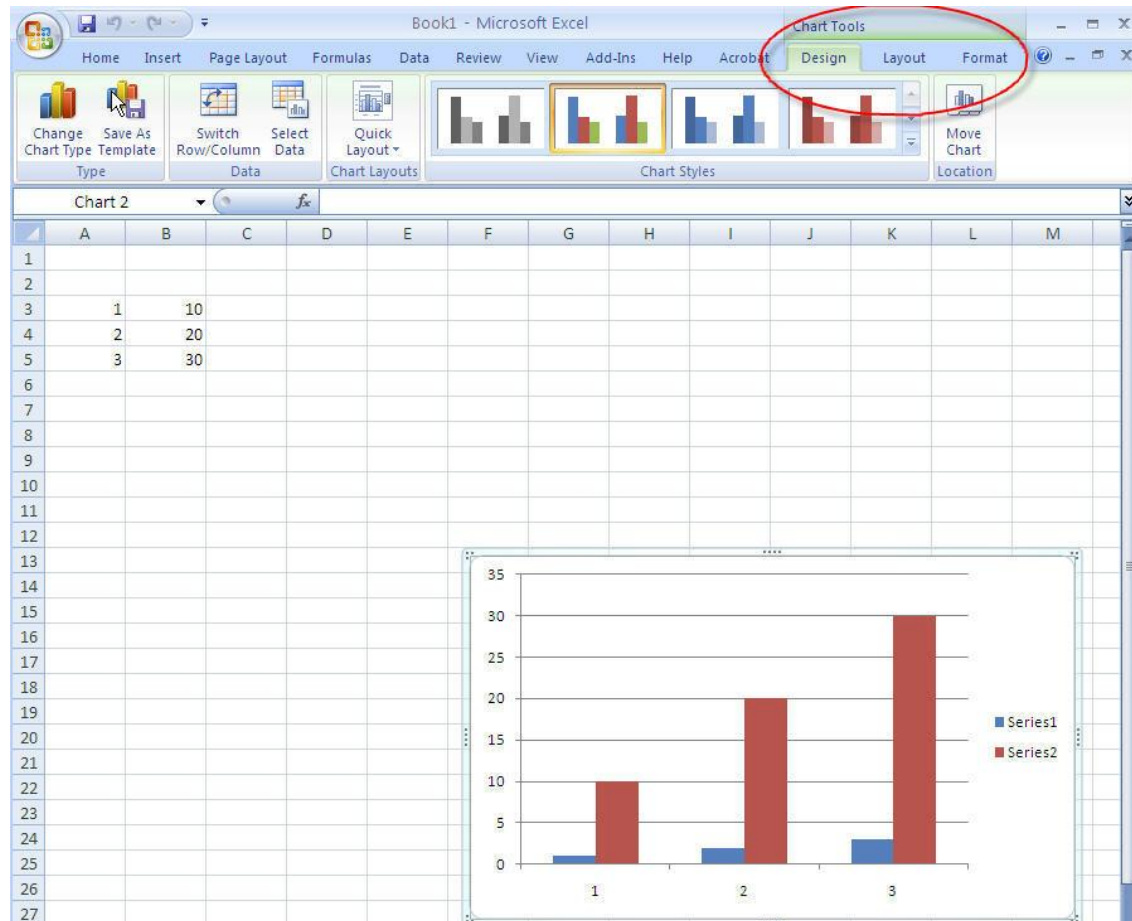 Book1 - Microsoft Excel
Chart Tools
Home Insert Page Layout Formulas Data Review View Add-Ins Help Acrobat Design Layout Format
Change Chart Type
Save As Template
Switch Row/Column
Select Data
Quick Layout
Move Chart
Type Data Chart Layouts Chart Styles Location
Chart 2 fx
A B C D E F G H I J K L M
1
2
3 1 10
4 2 20
5 3 30
6
7
8
9
10
11
12
13
14
15
16
17
18
19
20
21
22
23
24
25
26
27
35
30
25
20
15
10
5
0
1 2 3
Series1
Series2